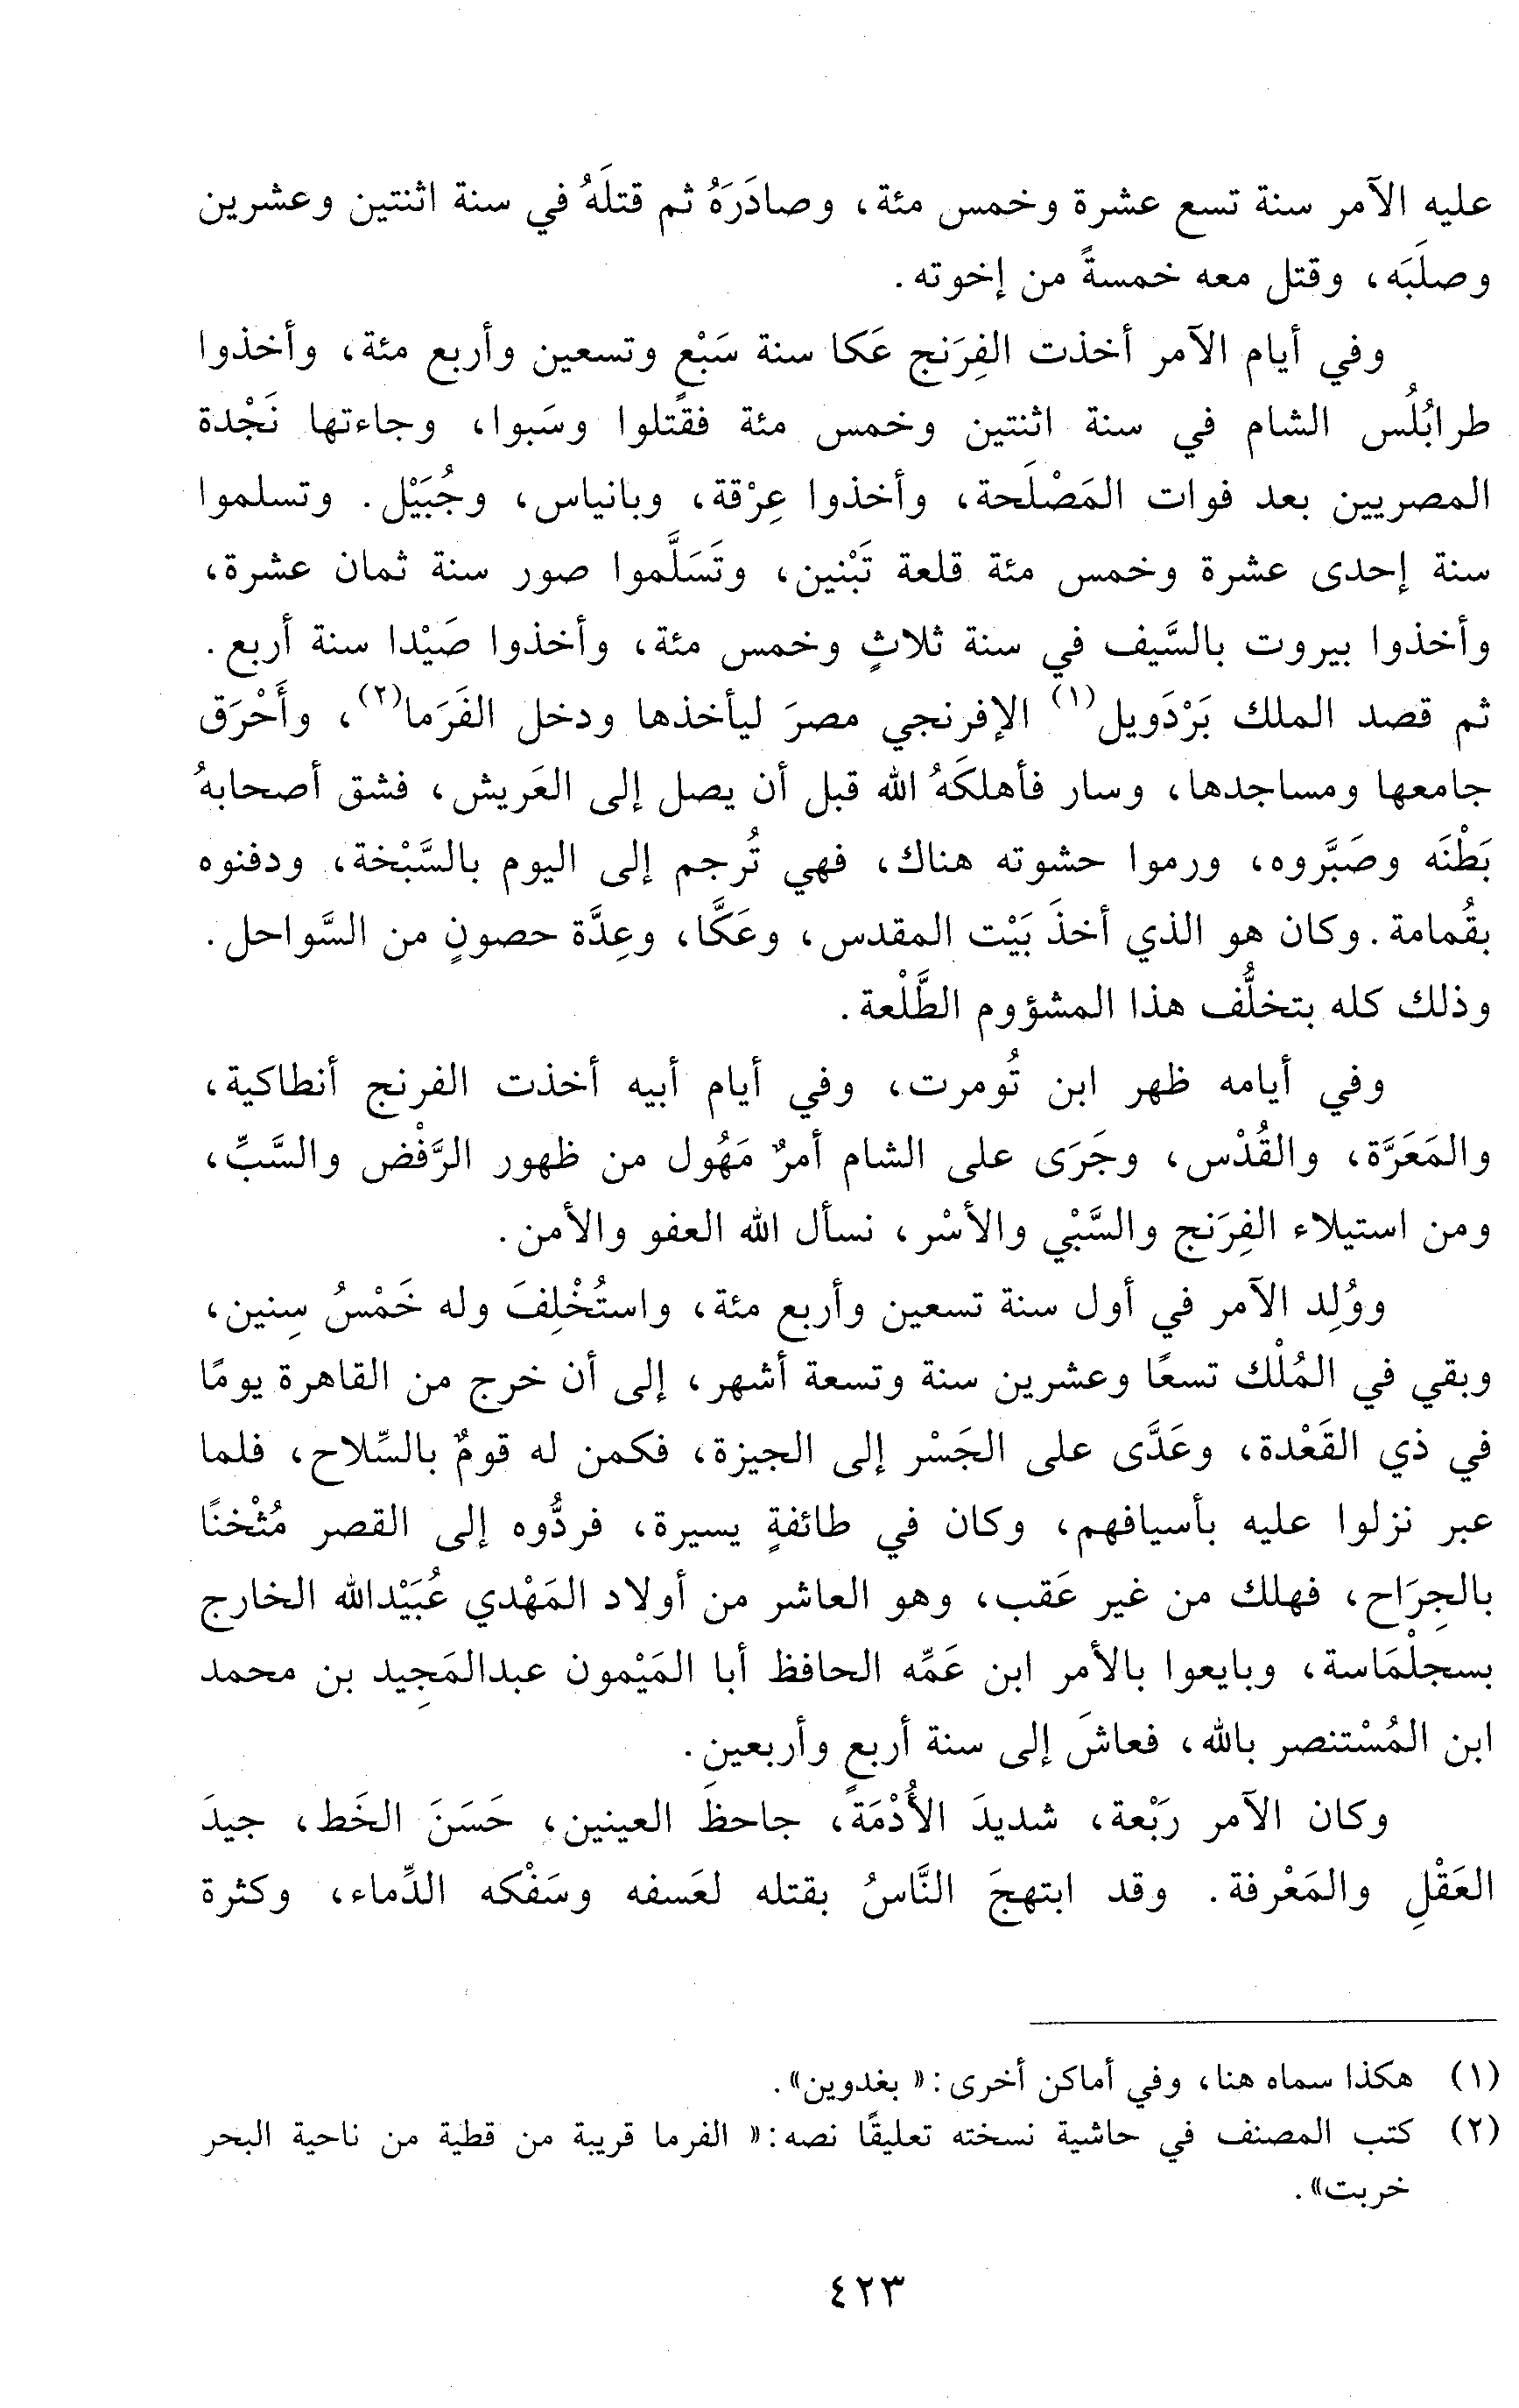 عليه الآمر سنة تسع عشرة وخمس مئة، وصادَرَهُ ثم قتلَهُ في سنة اثنتين وعشرين
وصلَبَه، وقتل معه خمسةً من إخوته.
وفي أيام الآمر أخذت الفِرَنج عَكا سنة سَبْعٍ وتسعين وأربع مئة، وأخذوا
طرابُلُس الشام في سنة اثنتين وخمس مئة فقَتلوا وسَبوا، وجاءتها نَجْدة
المصريين بعد فوات المَصْلَحة، وأخذوا عِرْقة، وبانياس، وجُبَيْل. وتسلموا
سنة إحدى عشرة وخمس مئة قلعة تَبْنين، وتَسَلَّموا صور سنة ثمان عشرة،
وأخذوا بيروت بالسَّيف في سنة ثلاثٍ وخمس مئة، وأخذوا صَيْدا سنة أربع.
ثم قصد الملك بَرْدَويل(١) الإفرنجي مصرَ ليأخذها ودخل الفَرَما(٢)، وأَحْرَق
جامعها ومساجدها، وسار فأهلكَهُ الله قبل أن يصل إلى العَريش، فشق أصحابهُ
بَطْنَه وصَبَّروه، ورموا حشوته هناك، فهي تُرجم إلى اليوم بالسَّبْخة، ودفنوه
بقُمامة. وكان هو الذي أخذَ بَيْت المقدس، وعَكَّا، وعِدَّة حصونٍ من السَّواحل.
وذلك كله بتخلُّف هذا المشؤوم الطَّلْعة.
وفي أيامه ظهر ابن تُومرت، وفي أيام أبيه أخذت الفرنج أنطاكية،
والمَعَرَّة، والقُدْس، وجَرَى على الشام أمرٌ مَهُول من ظهور الرَّفْض والسَّبِّ،
ومن استيلاء الفِرَنج والسَّبْي والأسْر، نسأل الله العفو والأمن.
ووُلِد الآمر في أول سنة تسعين وأربع مئة، واستُخْلِفَ وله خَمْسُ سِنين،
وبقي في المُلْك تسعًا وعشرين سنة وتسعة أشهر، إلى أن خرج من القاهرة يومًا
في ذي القَعْدة، وعَدَّى على الجَسْر إلى الجيزة، فكمن له قومٌ بالسِّلاح، فلما
عبر نزلوا عليه بأسيافهم، وكان في طائفةٍ يسيرة، فردُّوه إلى القصر مُثْخنًا
بالجِرَاح، فهلك من غير عَقب، وهو العاشر من أولاد المَهْدي عُبَيْدالله الخارج
بسجلْمَاسة، وبايعوا بالأمر ابن عَمِّه الحافظ أبا المَيْمون عبدالمَجِيد بن محمد
ابن المُسْتنصر بالله، فعاشَ إلى سنة أربعٍ وأربعين.
وكان الآمر رَبْعة، شديدَ الأُدْمَة، جاحظَ العينين، حَسَنَ الخَط، جيدَ
العَقْلِ والمَعْرفة. وقد ابتهجَ النَّاسُ بقتله لعَسفه وسَفْكه الدِّماء، وكثرة
(١) هكذا سماه هنا، وفي أماكن أخرى: «بغدوين».
(٢) كتب المصنف في حاشية نسخته تعليقًا نصه: «الفرما قريبة من قطية من ناحية البحر
خربت».
٤٢٣